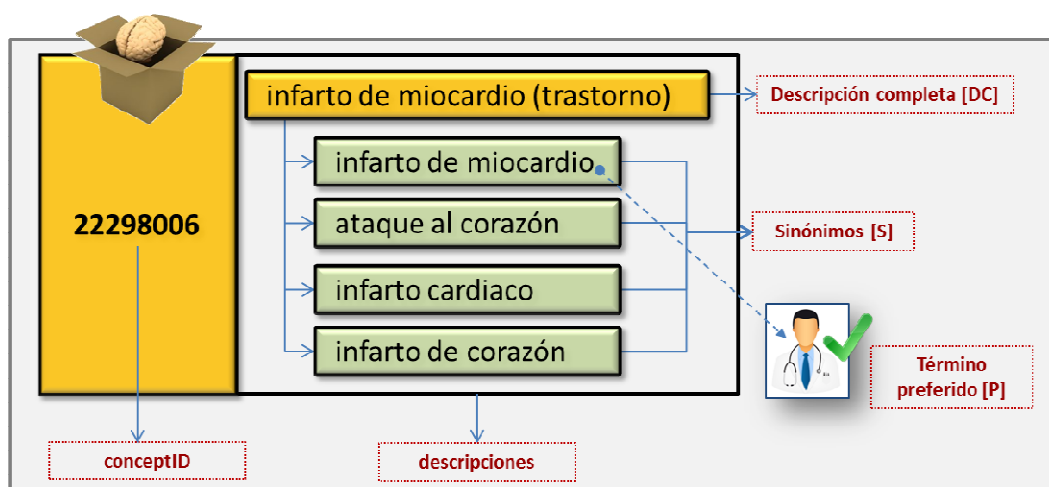 infarto de miocardio (trastorno)
Descripción completa [DC]
infarto de miocardio
22298006
ataque al corazón
Sinónimos [S]
infarto cardiaco
infarto de corazón
Término
preferido [P]
conceptID
descripciones